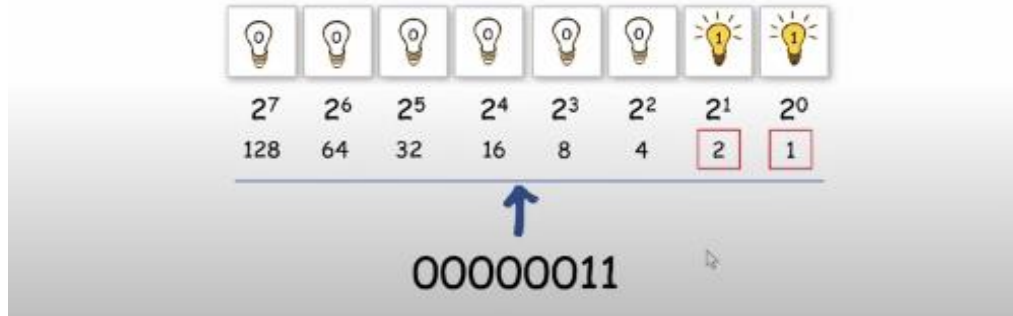 0 0 0 0 0 0 1 1
2⁷ 2⁶ 2⁵ 2⁴ 2³ 2² 2¹ 2⁰
128 64 32 16 8 4 2 1
00000011